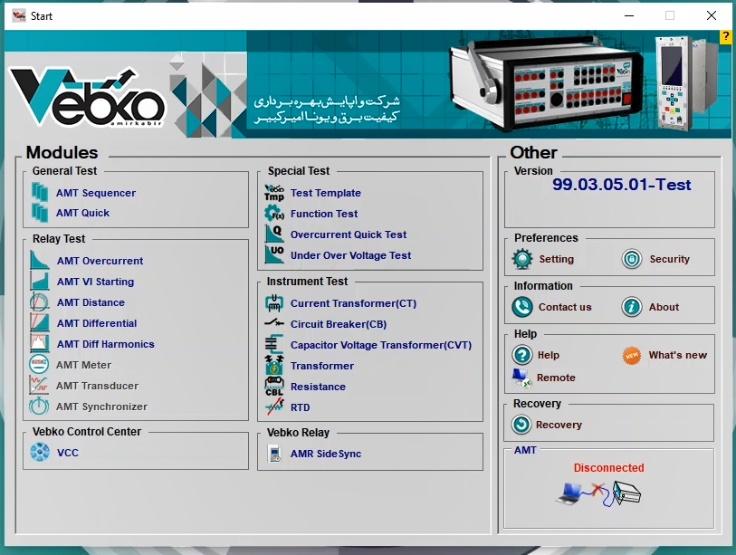 Start
?
Vebko
amirkabir
شرکت واپایش بهره برداری
کیفیت برق و یونا امیرکبیر
Modules
General Test
AMT Sequencer
AMT Quick
Relay Test
AMT Overcurrent
AMT VI Starting
AMT Distance
AMT Differential
AMT Diff Harmonics
AMT Meter
AMT Transducer
AMT Synchronizer
Vebko Control Center
VCC
Special Test
Test Template
Function Test
Overcurrent Quick Test
Under Over Voltage Test
Instrument Test
Current Transformer(CT)
Circuit Breaker(CB)
Capacitor Voltage Transformer(CVT)
Transformer
CBL
Resistance
RTD
Vebko Relay
AMR SideSync
Other
Version
99.03.05.01-Test
Preferences
Setting
Security
Information
Contact us
About
Help
Help
What's new
Remote
Recovery
Recovery
AMT
Disconnected